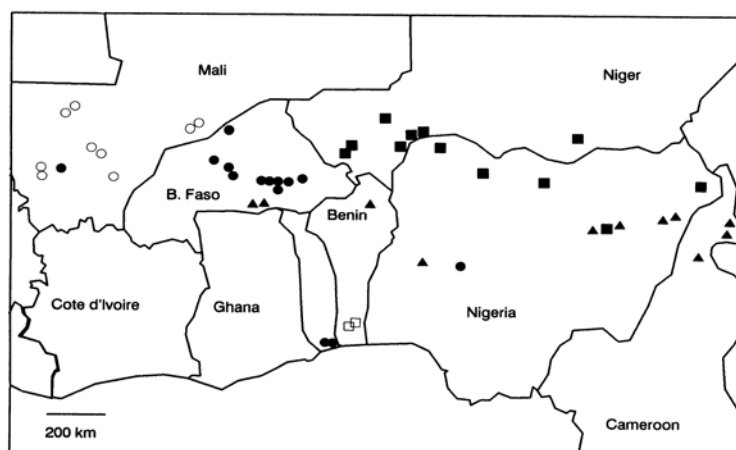 Mali
Niger
B. Faso
Benin
Cote d'Ivoire
Ghana
Nigeria
200 km
Cameroon